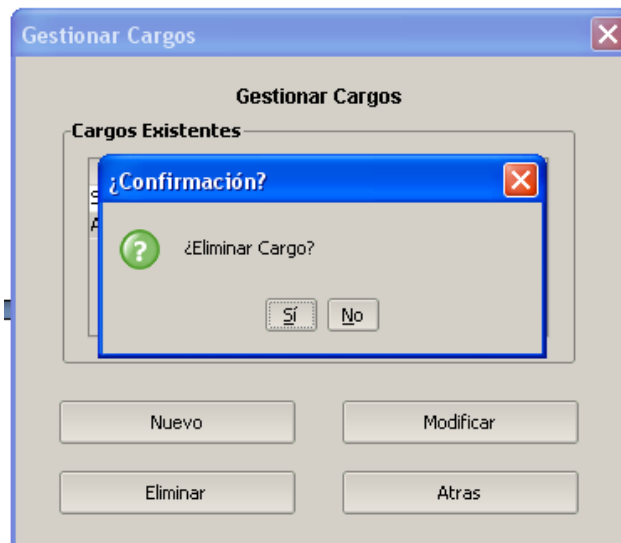 Gestionar Cargos
Gestionar Cargos
Cargos Existentes
¿Confirmación?
¿Eliminar Cargo?
Sí No
Nuevo Modificar
Eliminar Atras